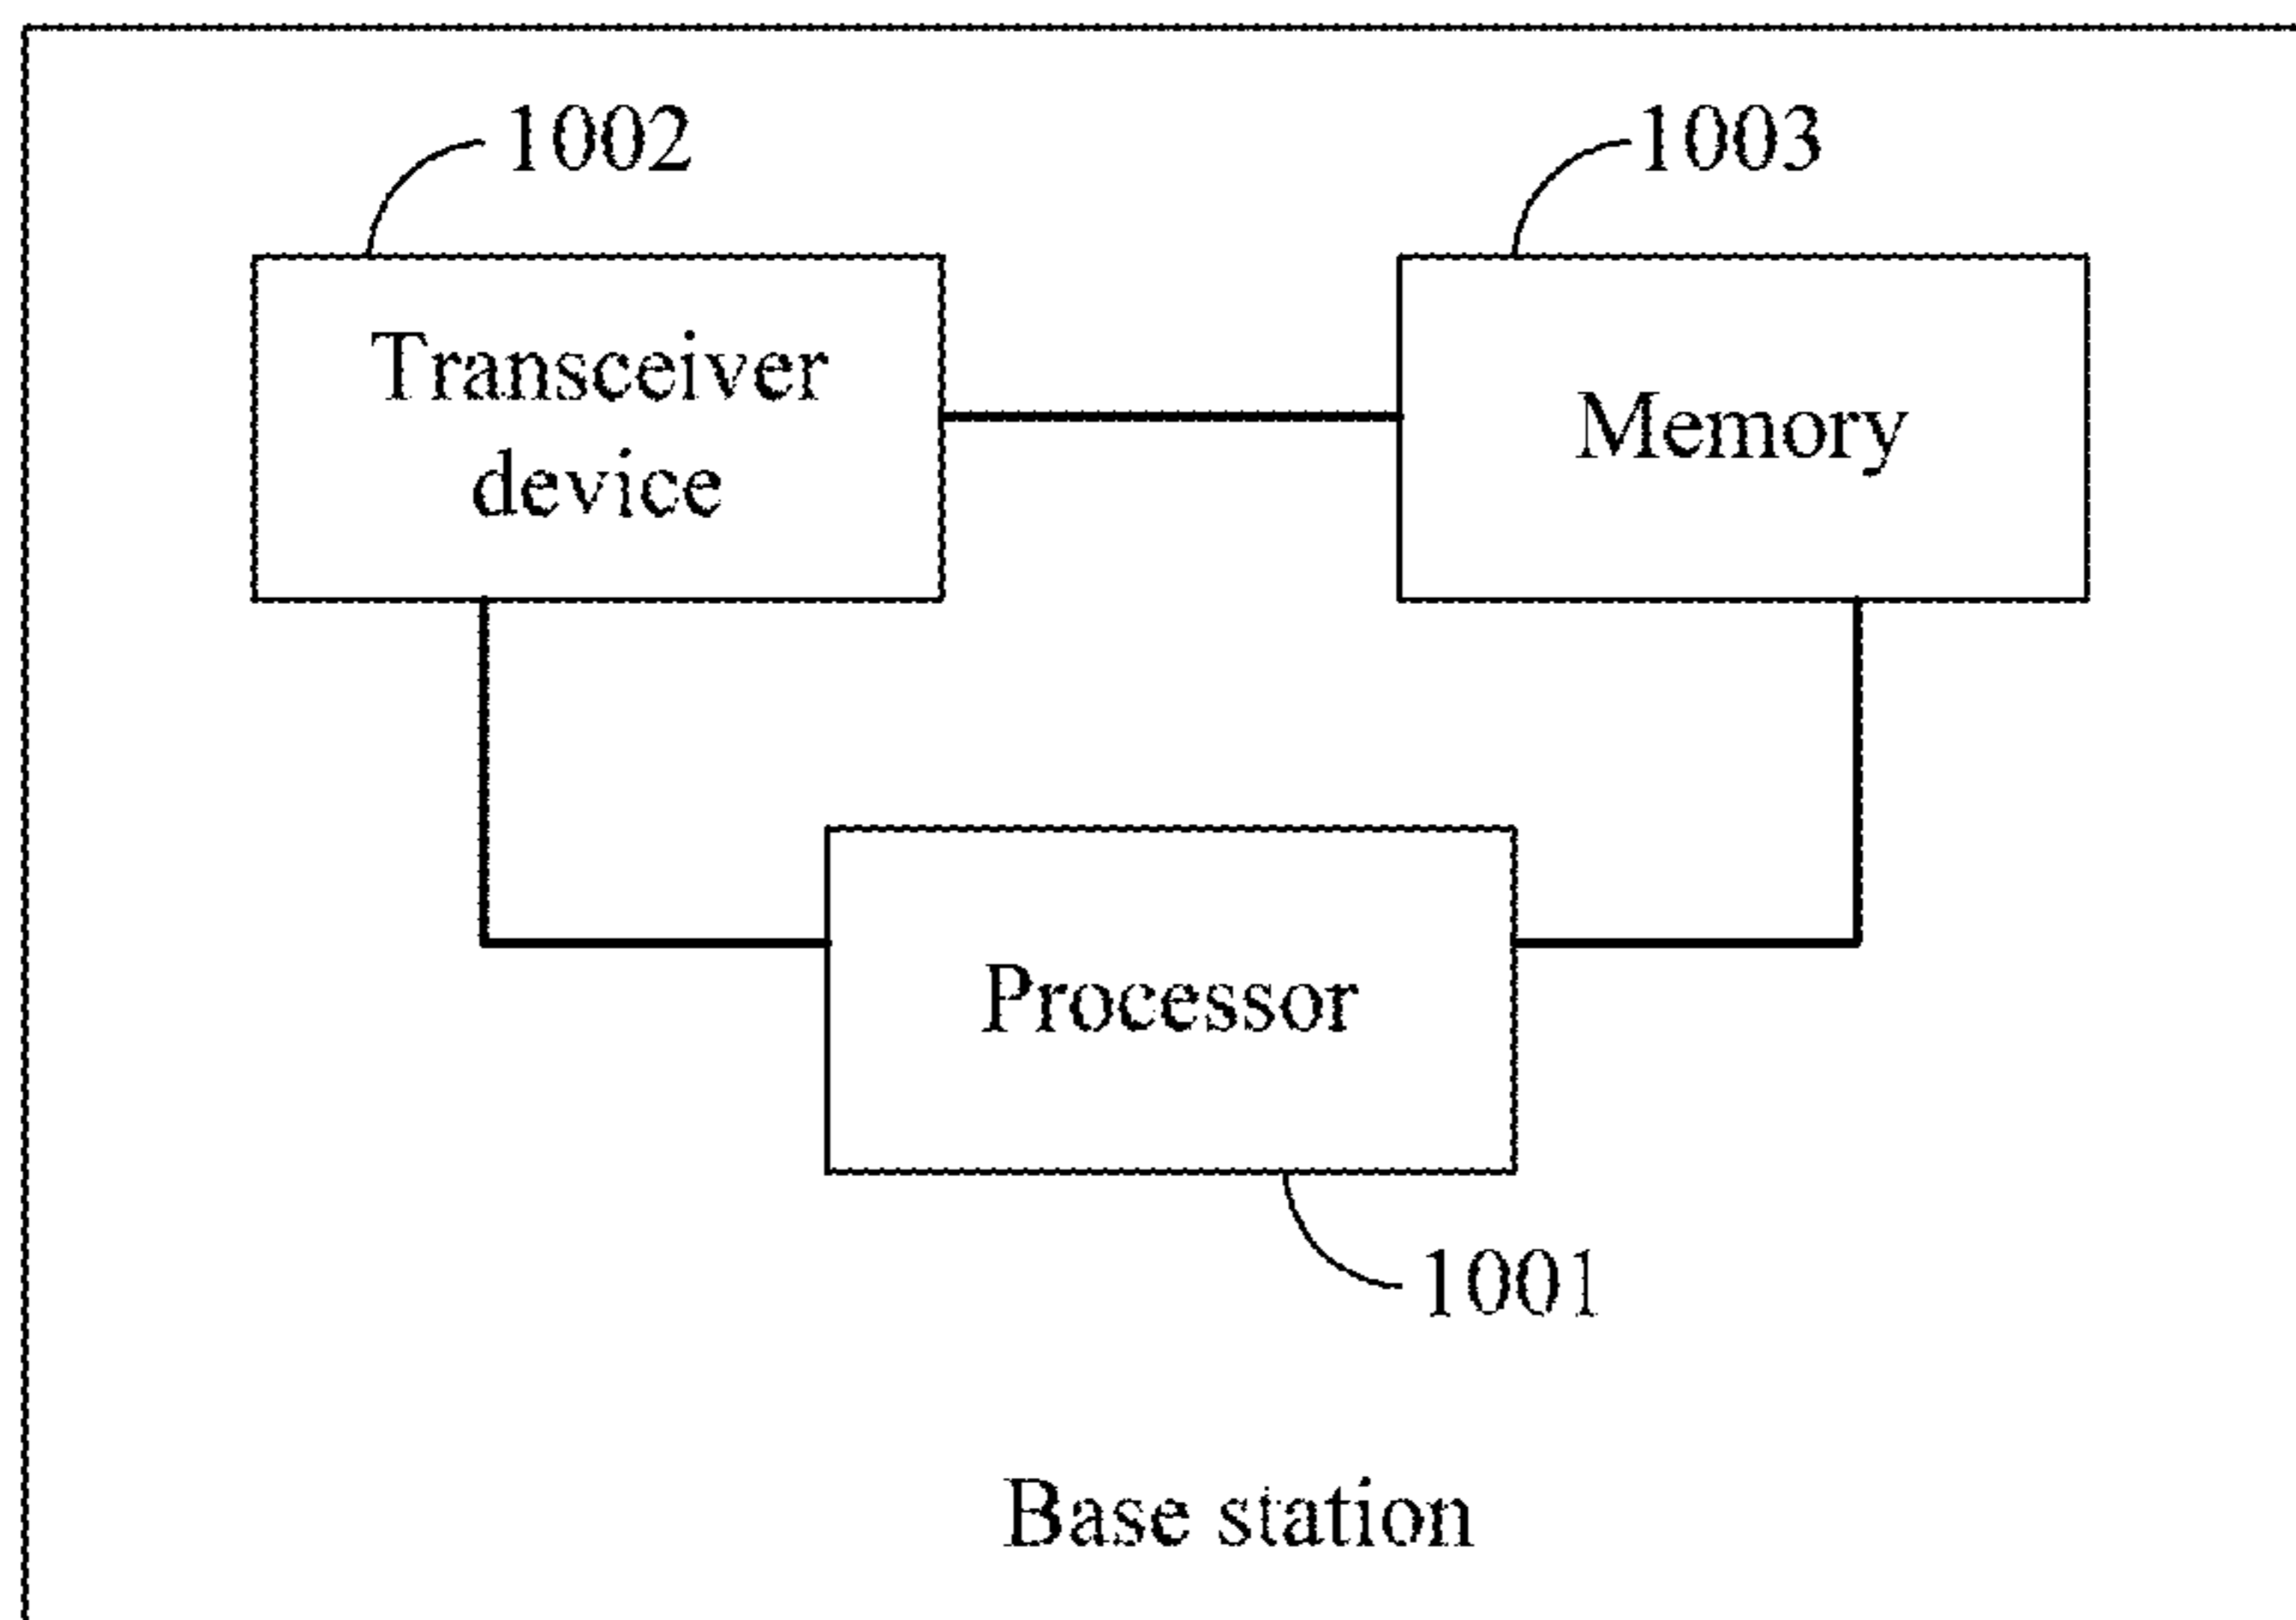 1002
1003
Transceiver
device
Memory
Processor
1001
Base station